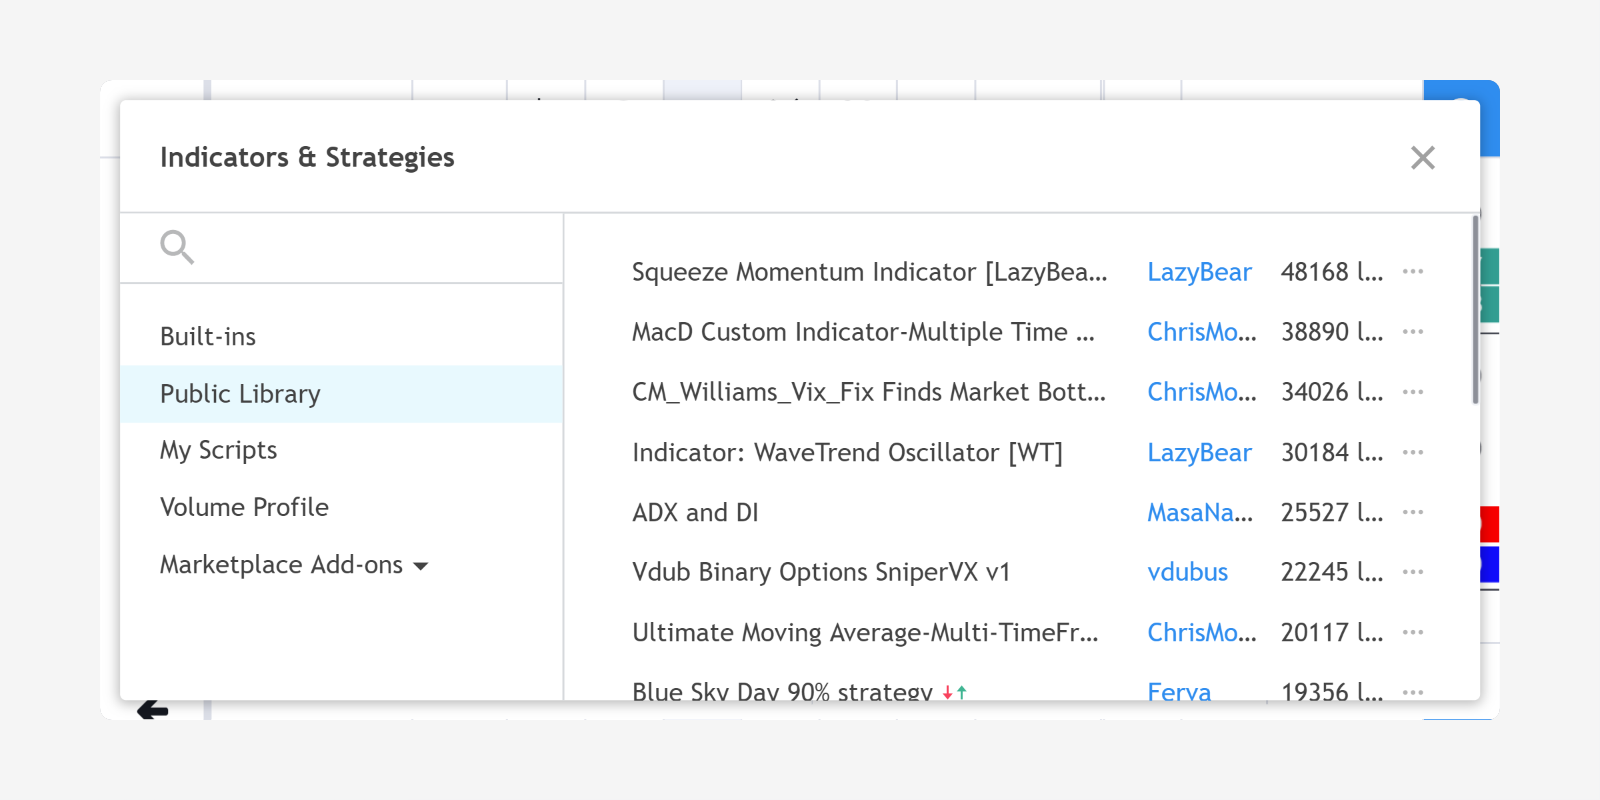 Indicators & Strategies
Built-ins
Public Library
My Scripts
Volume Profile
Marketplace Add-ons
Squeeze Momentum Indicator [LazyBea... LazyBear 48168 l...
MacD Custom Indicator-Multiple Time ... ChrisMo... 38890 l...
CM_Williams_Vix_Fix Finds Market Bott... ChrisMo... 34026 l...
Indicator: WaveTrend Oscillator [WT] LazyBear 30184 l...
ADX and DI MasaNa... 25527 l...
Vdub Binary Options SniperVX v1 vdubus 22245 l...
Ultimate Moving Average-Multi-TimeFr... ChrisMo... 20117 l...
Blue Sky Day 90% strategy Ferva 19356 l...